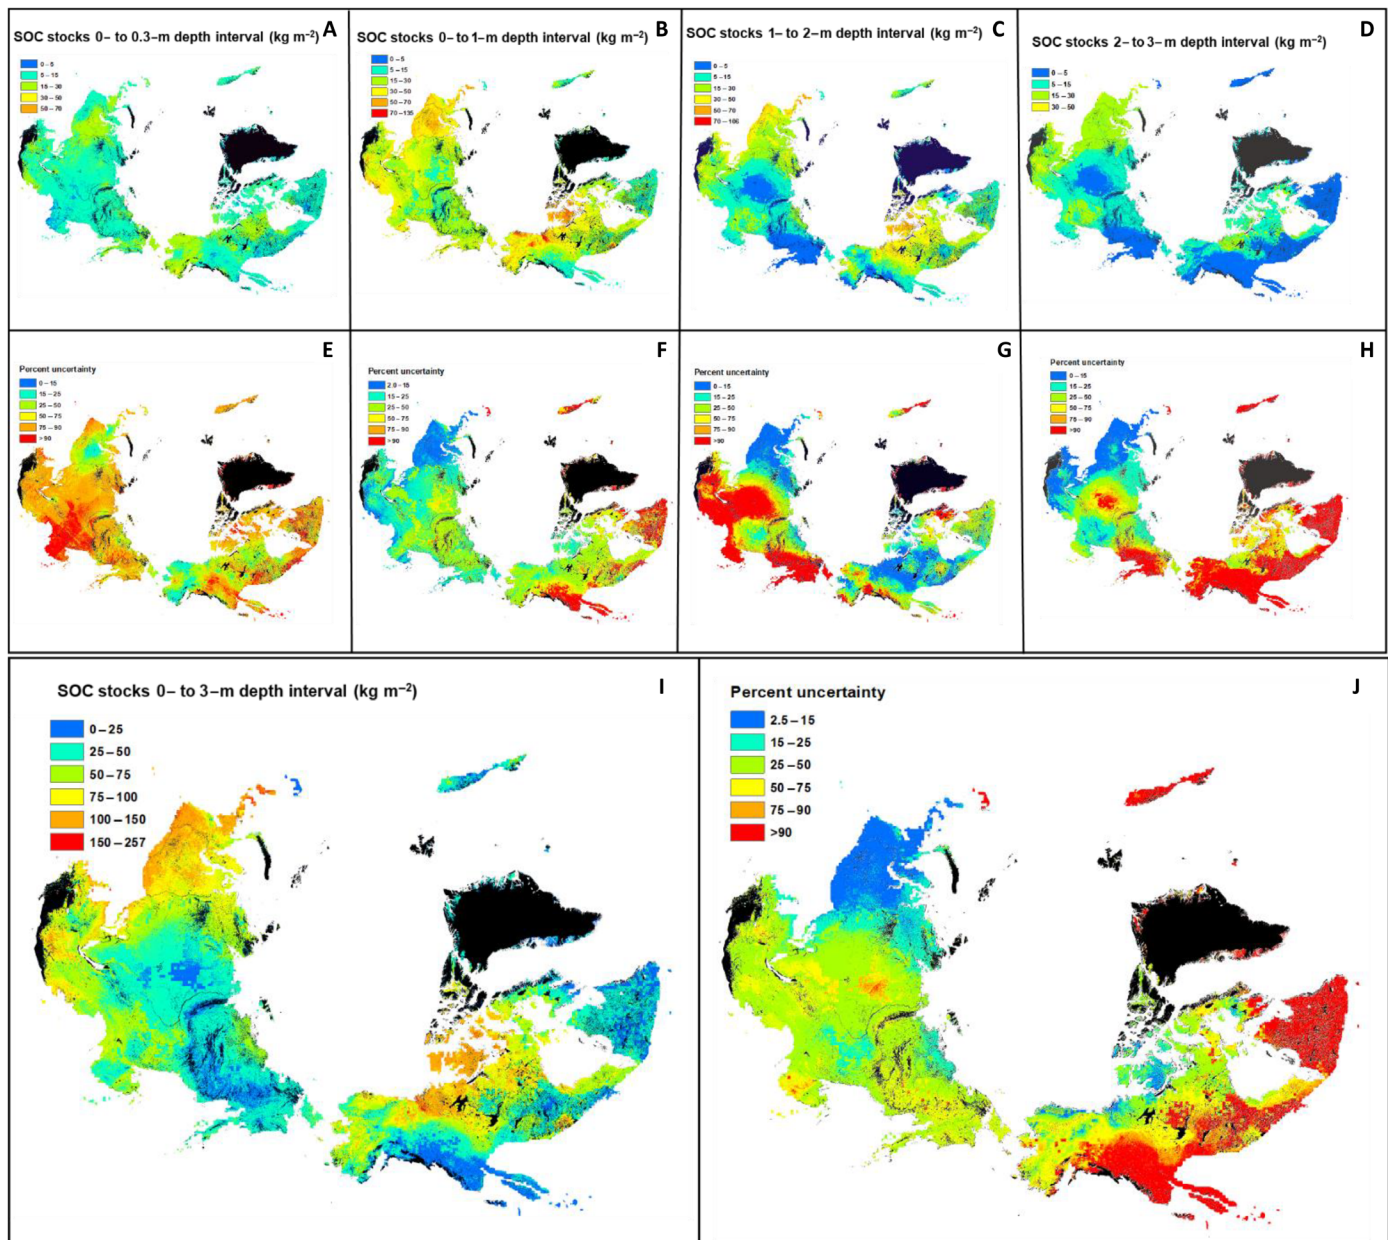 SOC stocks 0– to 0.3–m depth interval (kg m−2) A
0 – 5
5 – 15
15 – 30
30 – 50
50 – 70
SOC stocks 0– to 1–m depth interval (kg m−2) B
0 – 5
5 – 15
15 – 30
30 – 50
50 – 70
70 – 135
SOC stocks 1– to 2–m depth interval (kg m−2) C
0 – 5
5 – 15
15 – 30
30 – 50
50 – 70
70 – 106
SOC stocks 2– to 3–m depth interval (kg m−2) D
0 – 5
5 – 15
15 – 30
30 – 50
E
Percent uncertainty
0 – 15
15 – 25
25 – 50
50 – 75
75 – 90
>90
F
Percent uncertainty
2.0 – 15
15 – 25
25 – 50
50 – 75
75 – 90
>90
G
Percent uncertainty
0 – 15
15 – 25
25 – 50
50 – 75
75 – 90
>90
H
Percent uncertainty
0 – 15
15 – 25
25 – 50
50 – 75
75 – 90
>90
SOC stocks 0– to 3–m depth interval (kg m−2) I
0 – 25
25 – 50
50 – 75
75 – 100
100 – 150
150 – 257
Percent uncertainty J
2.5 – 15
15 – 25
25 – 50
50 – 75
75 – 90
>90